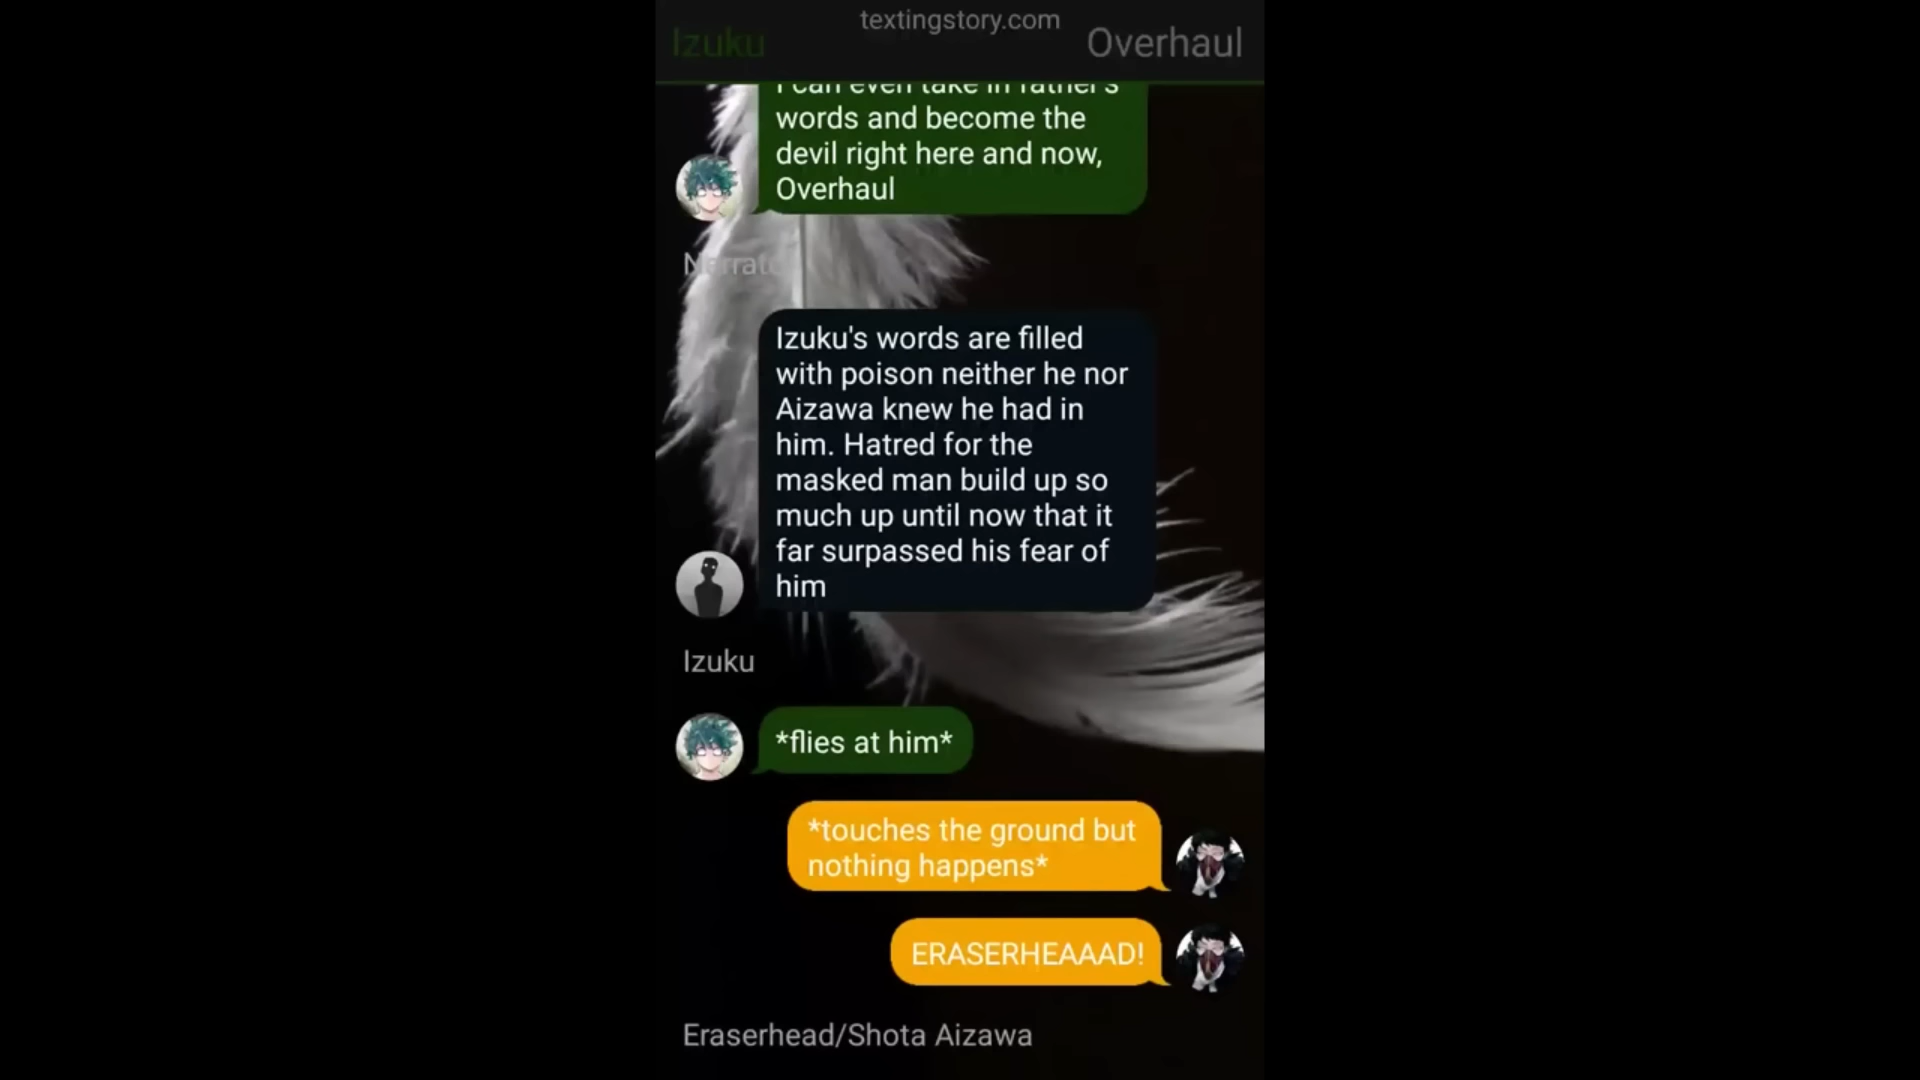 textingstory.com
Izuku
Overhaul
I can even take in father's
words and become the
devil right here and now,
Overhaul
Narrator
Izuku's words are filled
with poison neither he nor
Aizawa knew he had in
him. Hatred for the
masked man build up so
much up until now that it
far surpassed his fear of
him
Izuku
*flies at him*
*touches the ground but
nothing happens*
ERASERHEAAAD!
Eraserhead/Shota Aizawa